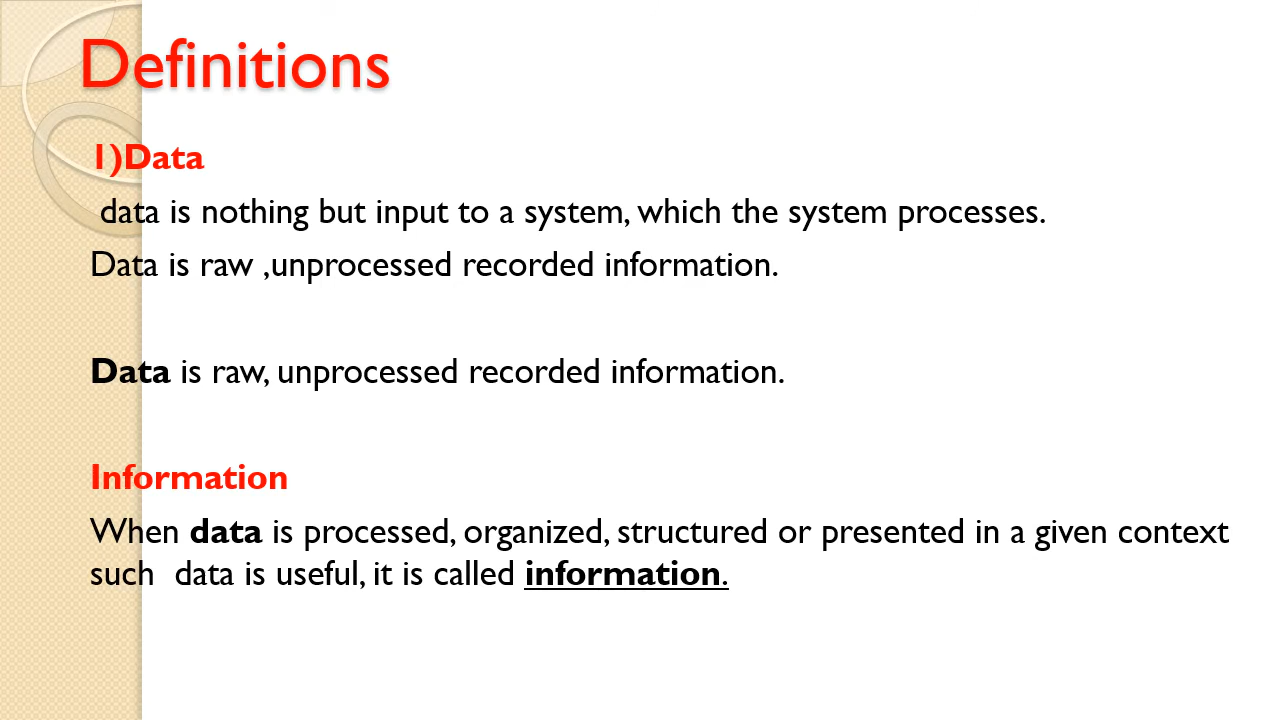 Definitions
1)Data
data is nothing but input to a system, which the system processes.
Data is raw ,unprocessed recorded information.
Data is raw, unprocessed recorded information.
Information
When data is processed, organized, structured or presented in a given context
such  data is useful, it is called information.